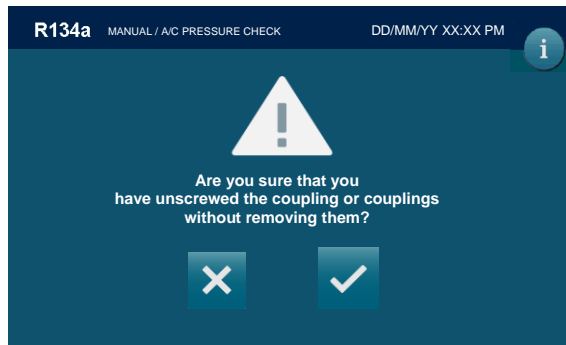 R134a MANUAL / A/C PRESSURE CHECK DD/MM/YY XX:XX PM
i
Are you sure that you
have unscrewed the coupling or couplings
without removing them?